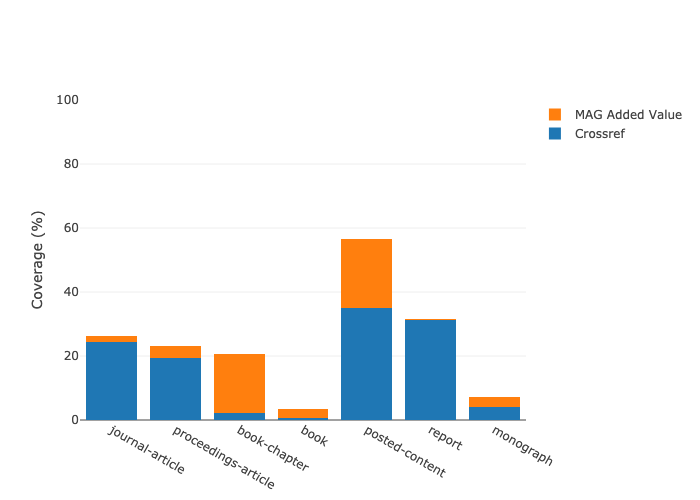 100
80
60
40
20
0
Coverage (%)
journal-article
proceedings-article
book-chapter
book
posted-content
report
monograph
MAG Added Value
Crossref